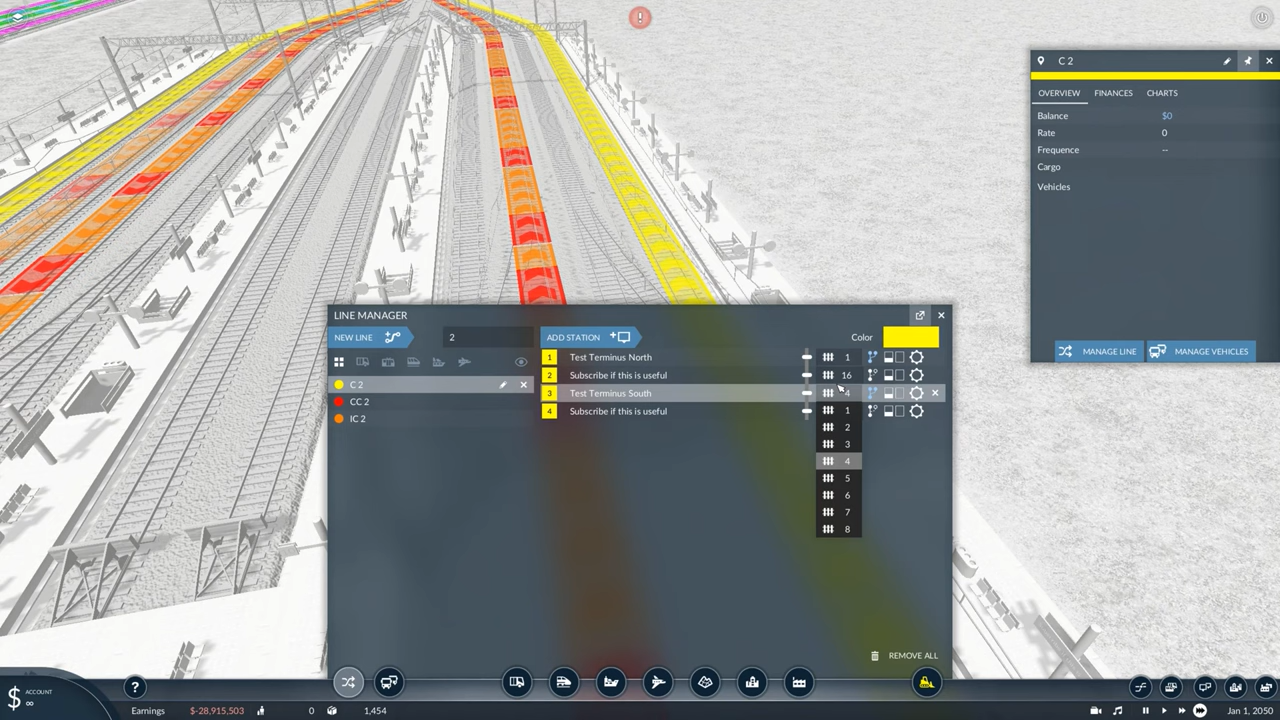 C 2
OVERVIEW FINANCES CHARTS
Balance $0
Rate 0
Frequence --
Cargo
Vehicles
MANAGE LINE MANAGE VEHICLES
LINE MANAGER
NEW LINE 2 ADD STATION Color
1 Test Terminus North 1
2 Subscribe if this is useful 16
3 Test Terminus South 4
4 Subscribe if this is useful
C 2
CC 2
IC 2
1
2
3
4
5
6
7
8
REMOVE ALL
$ ACCOUNT
∞
?
Earnings $-28,915,503 0 1,454 Jan 1, 2050